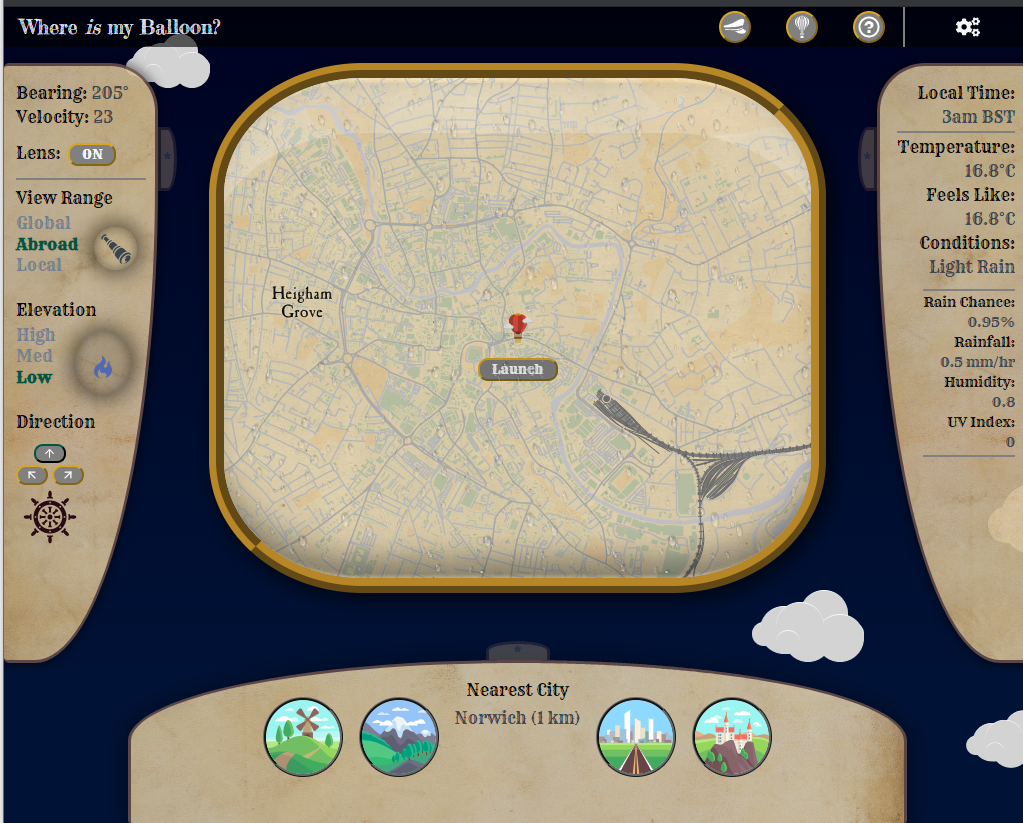 Where is my Balloon?
Bearing: 205°
Velocity: 23
Lens: ON
View Range
Global
Abroad
Local
Elevation
High
Med
Low
Direction
Heigham
Grove
Launch
Local Time:
3am BST
Temperature:
16.8°C
Feels Like:
16.8°C
Conditions:
Light Rain
Rain Chance:
0.95%
Rainfall:
0.5 mm/hr
Humidity:
0.8
UV Index:
0
Nearest City
Norwich (1 km)